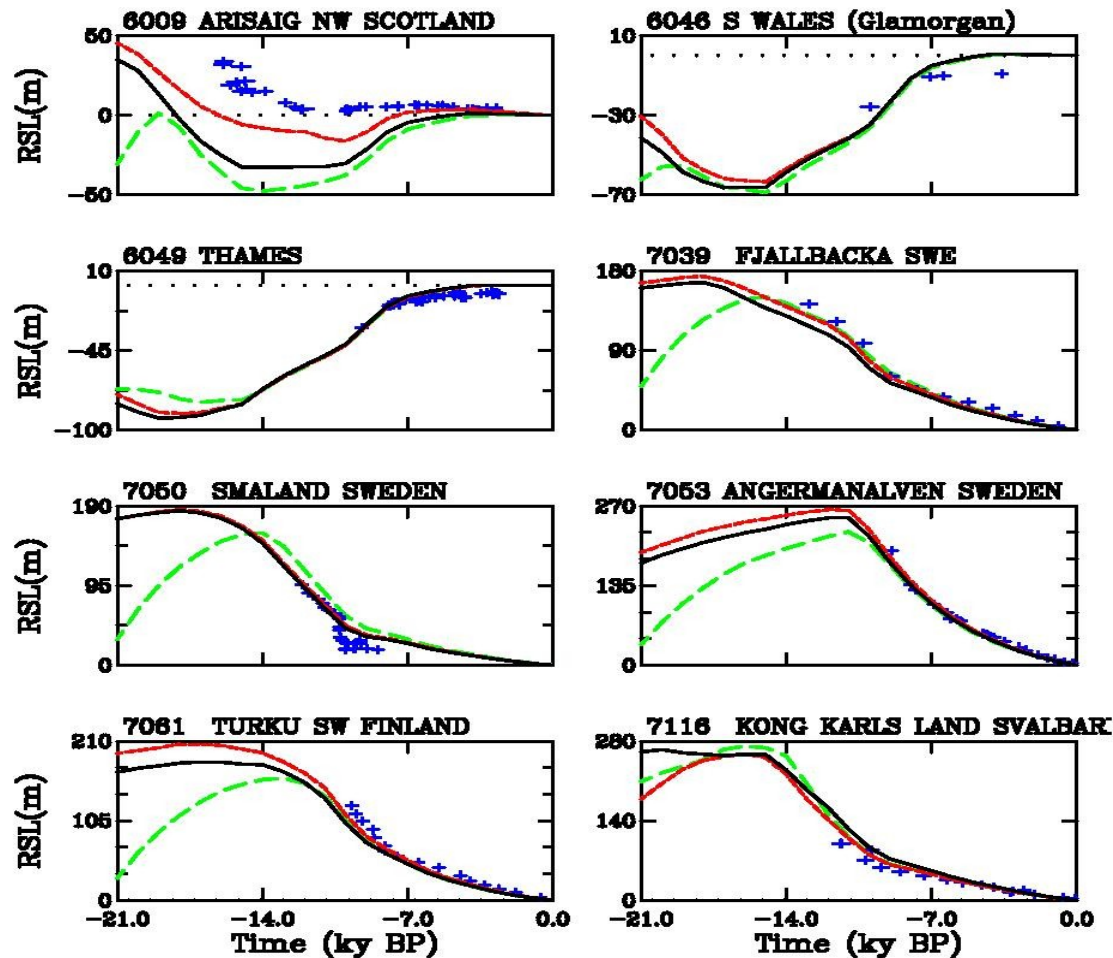 6009 ARISAIG NW SCOTLAND
6046 S WALES (Glamorgan)
50
0
−50
RSL(m)
10
−30
−70
6049 THAMES
7039 FJALLBACKA SWE
10
−45
−100
RSL(m)
180
90
0
7050 SMALAND SWEDEN
7053 ANGERMANALVEN SWEDEN
190
95
0
RSL(m)
270
135
0
7061 TURKU SW FINLAND
7116 KONG KARLS LAND SVALBAR
210
105
0
RSL(m)
280
140
0
−21.0 −14.0 −7.0 0.0
−21.0 −14.0 −7.0 0.0
Time (ky BP)
Time (ky BP)